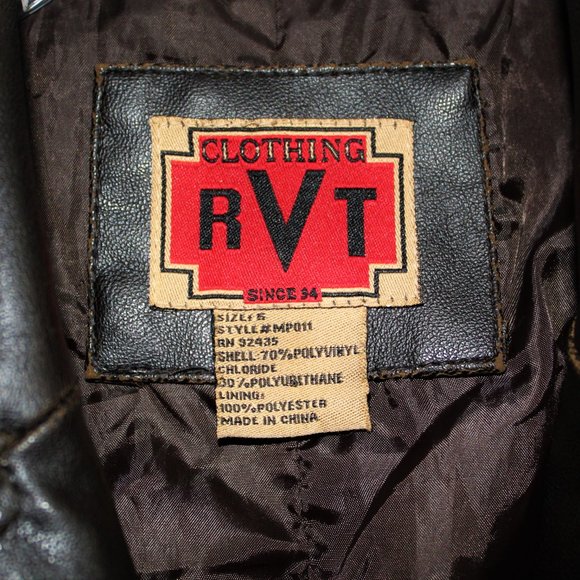 CLOTHING
RVT
SINCE 94
SIZE: 6
STYLE# MP011
RN 92435
SHELL 70%POLYVINYL
CHLORIDE
30%POLYURETHANE
LINING:
100%POLYESTER
MADE IN CHINA